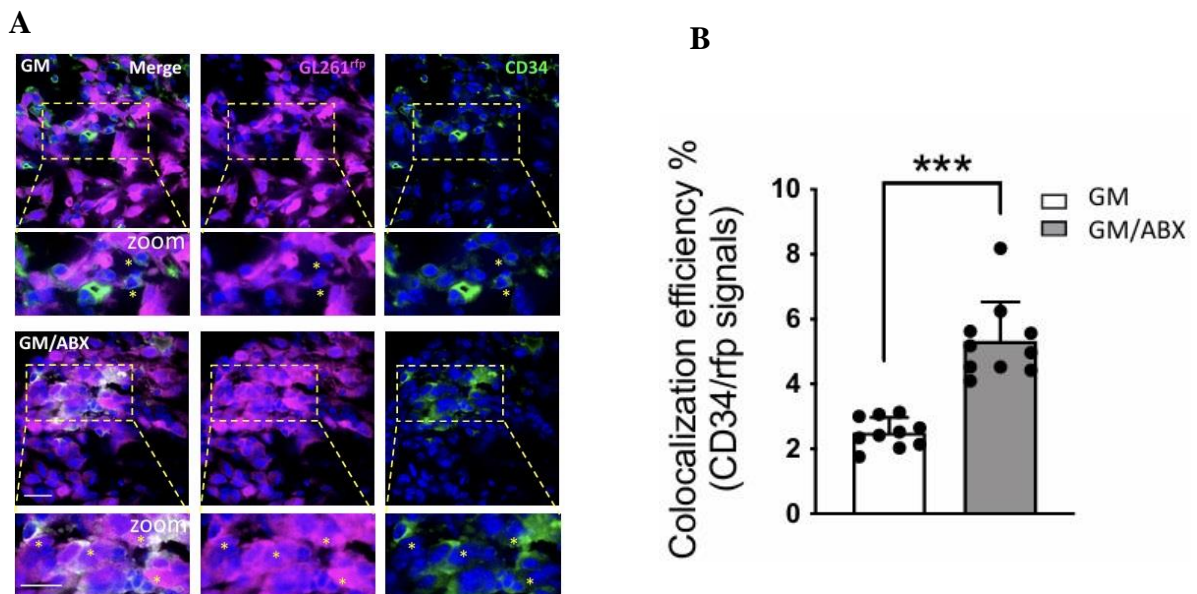 A
GM Merge GL261rfp CD34
zoom
GM/ABX
zoom
B
Colocalization efficiency %
(CD34/rfp signals)
***
10
8
6
4
2
0
GM
GM/ABX